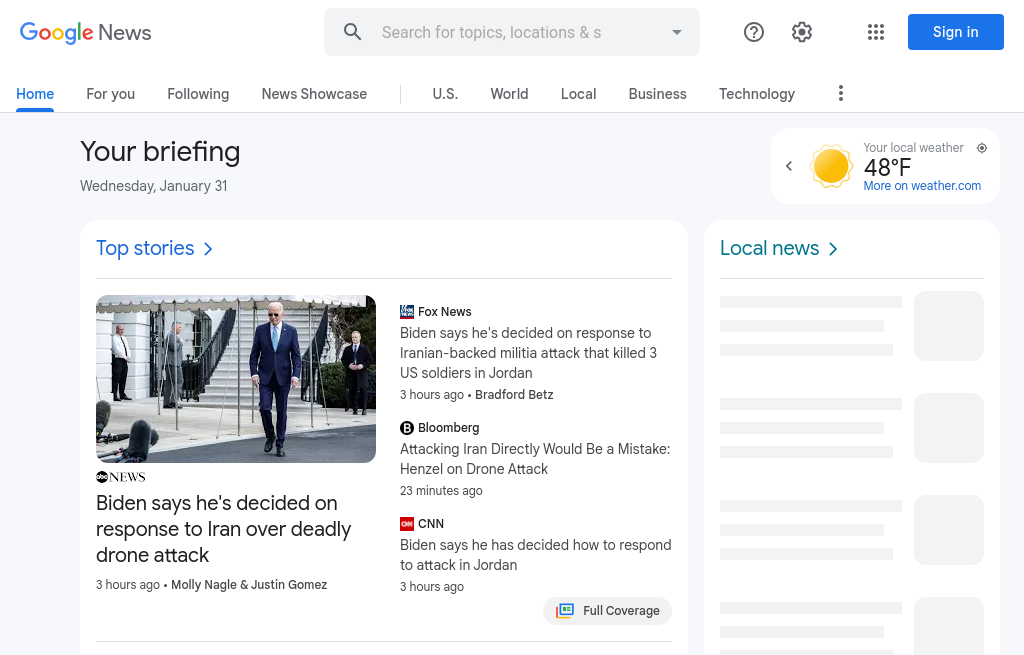 Google News
Search for topics, locations & s
Sign in
Home
For you
Following
News Showcase
U.S.
World
Local
Business
Technology
Your briefing
Wednesday, January 31
Your local weather
48°F
More on weather.com
Top stories
abc NEWS
Biden says he's decided on
response to Iran over deadly
drone attack
3 hours ago • Molly Nagle & Justin Gomez
Fox News
Biden says he's decided on response to
Iranian-backed militia attack that killed 3
US soldiers in Jordan
3 hours ago • Bradford Betz
Bloomberg
Attacking Iran Directly Would Be a Mistake:
Henzel on Drone Attack
23 minutes ago
CNN
Biden says he has decided how to respond
to attack in Jordan
3 hours ago
Full Coverage
Local news